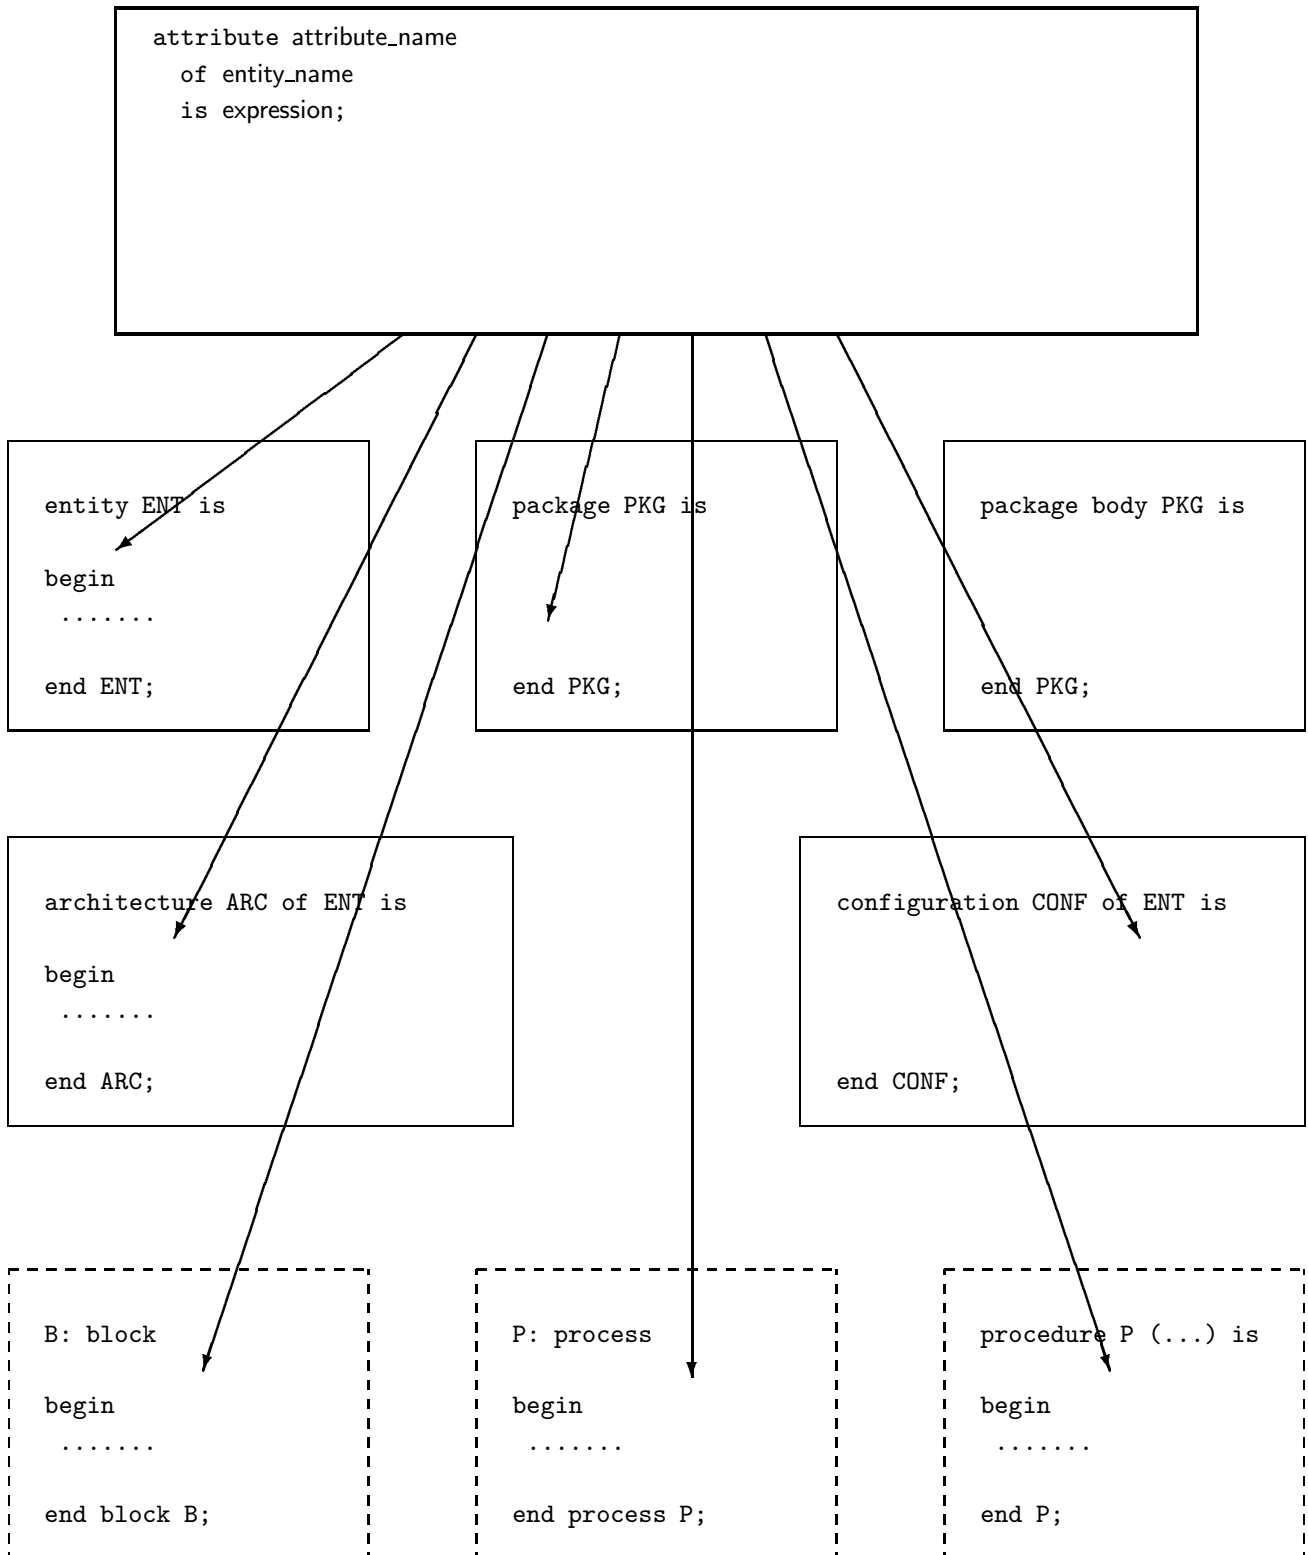 attribute attribute_name
of entity_name
is expression;
entity ENT is
begin
.......
end ENT;
package PKG is
end PKG;
package body PKG is
end PKG;
architecture ARC of ENT is
begin
.......
end ARC;
configuration CONF of ENT is
end CONF;
B: block
begin
.......
end block B;
P: process
begin
.......
end process P;
procedure P (...) is
begin
.......
end P;